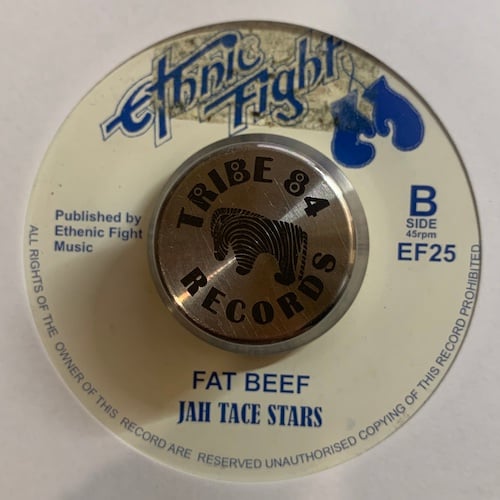 Ethnic Fight
TRIBE 84
RECORDS
Published by
Ethenic Fight
Music
B
SIDE
45rpm
EF25
FAT BEEF
JAH TACE STARS
ALL RIGHTS OF THE OWNER OF THIS RECORD ARE RESERVED UNAUTHORISED COPYING OF THIS RECORD PROHIBITED